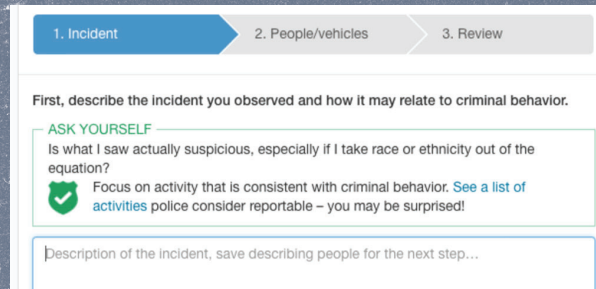 1. Incident 2. People/vehicles 3. Review
First, describe the incident you observed and how it may relate to criminal behavior.
ASK YOURSELF
Is what I saw actually suspicious, especially if I take race or ethnicity out of the
equation?
Focus on activity that is consistent with criminal behavior. See a list of
activities police consider reportable – you may be surprised!
Description of the incident, save describing people for the next step...